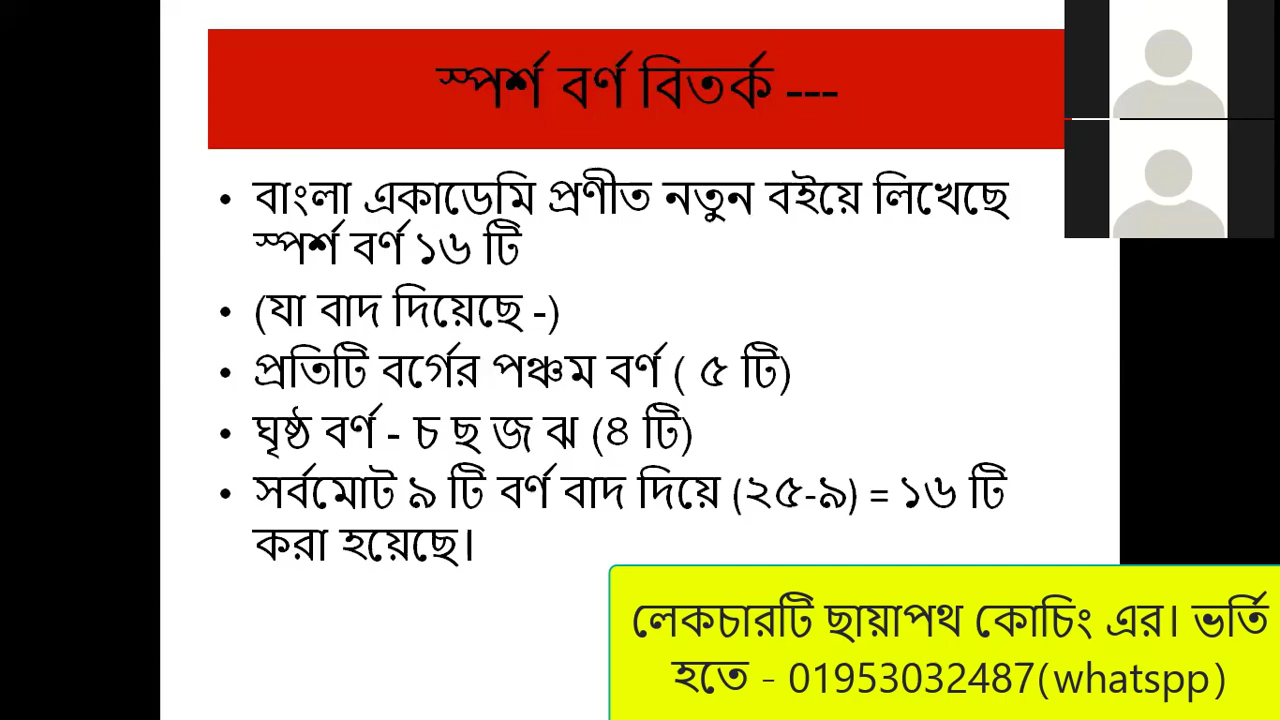 স্পর্শ বর্ণ বিতর্ক ---
• বাংলা একাডেমি প্রণীত নতুন বইয়ে লিখেছে
স্পর্শ বর্ণ ১৬ টি
• (যা বাদ দিয়েছে -)
• প্রতিটি বর্গের পঞ্চম বর্ণ ( ৫ টি)
• ঘৃষ্ঠ বর্ণ - চ ছ জ ঝ (৪ টি)
• সর্বমোট ৯ টি বর্ণ বাদ দিয়ে (২৫-৯) = ১৬ টি
করা হয়েছে।
লেকচারটি ছায়াপথ কোচিং এর। ভর্তি
হতে - 01953032487(whatspp)